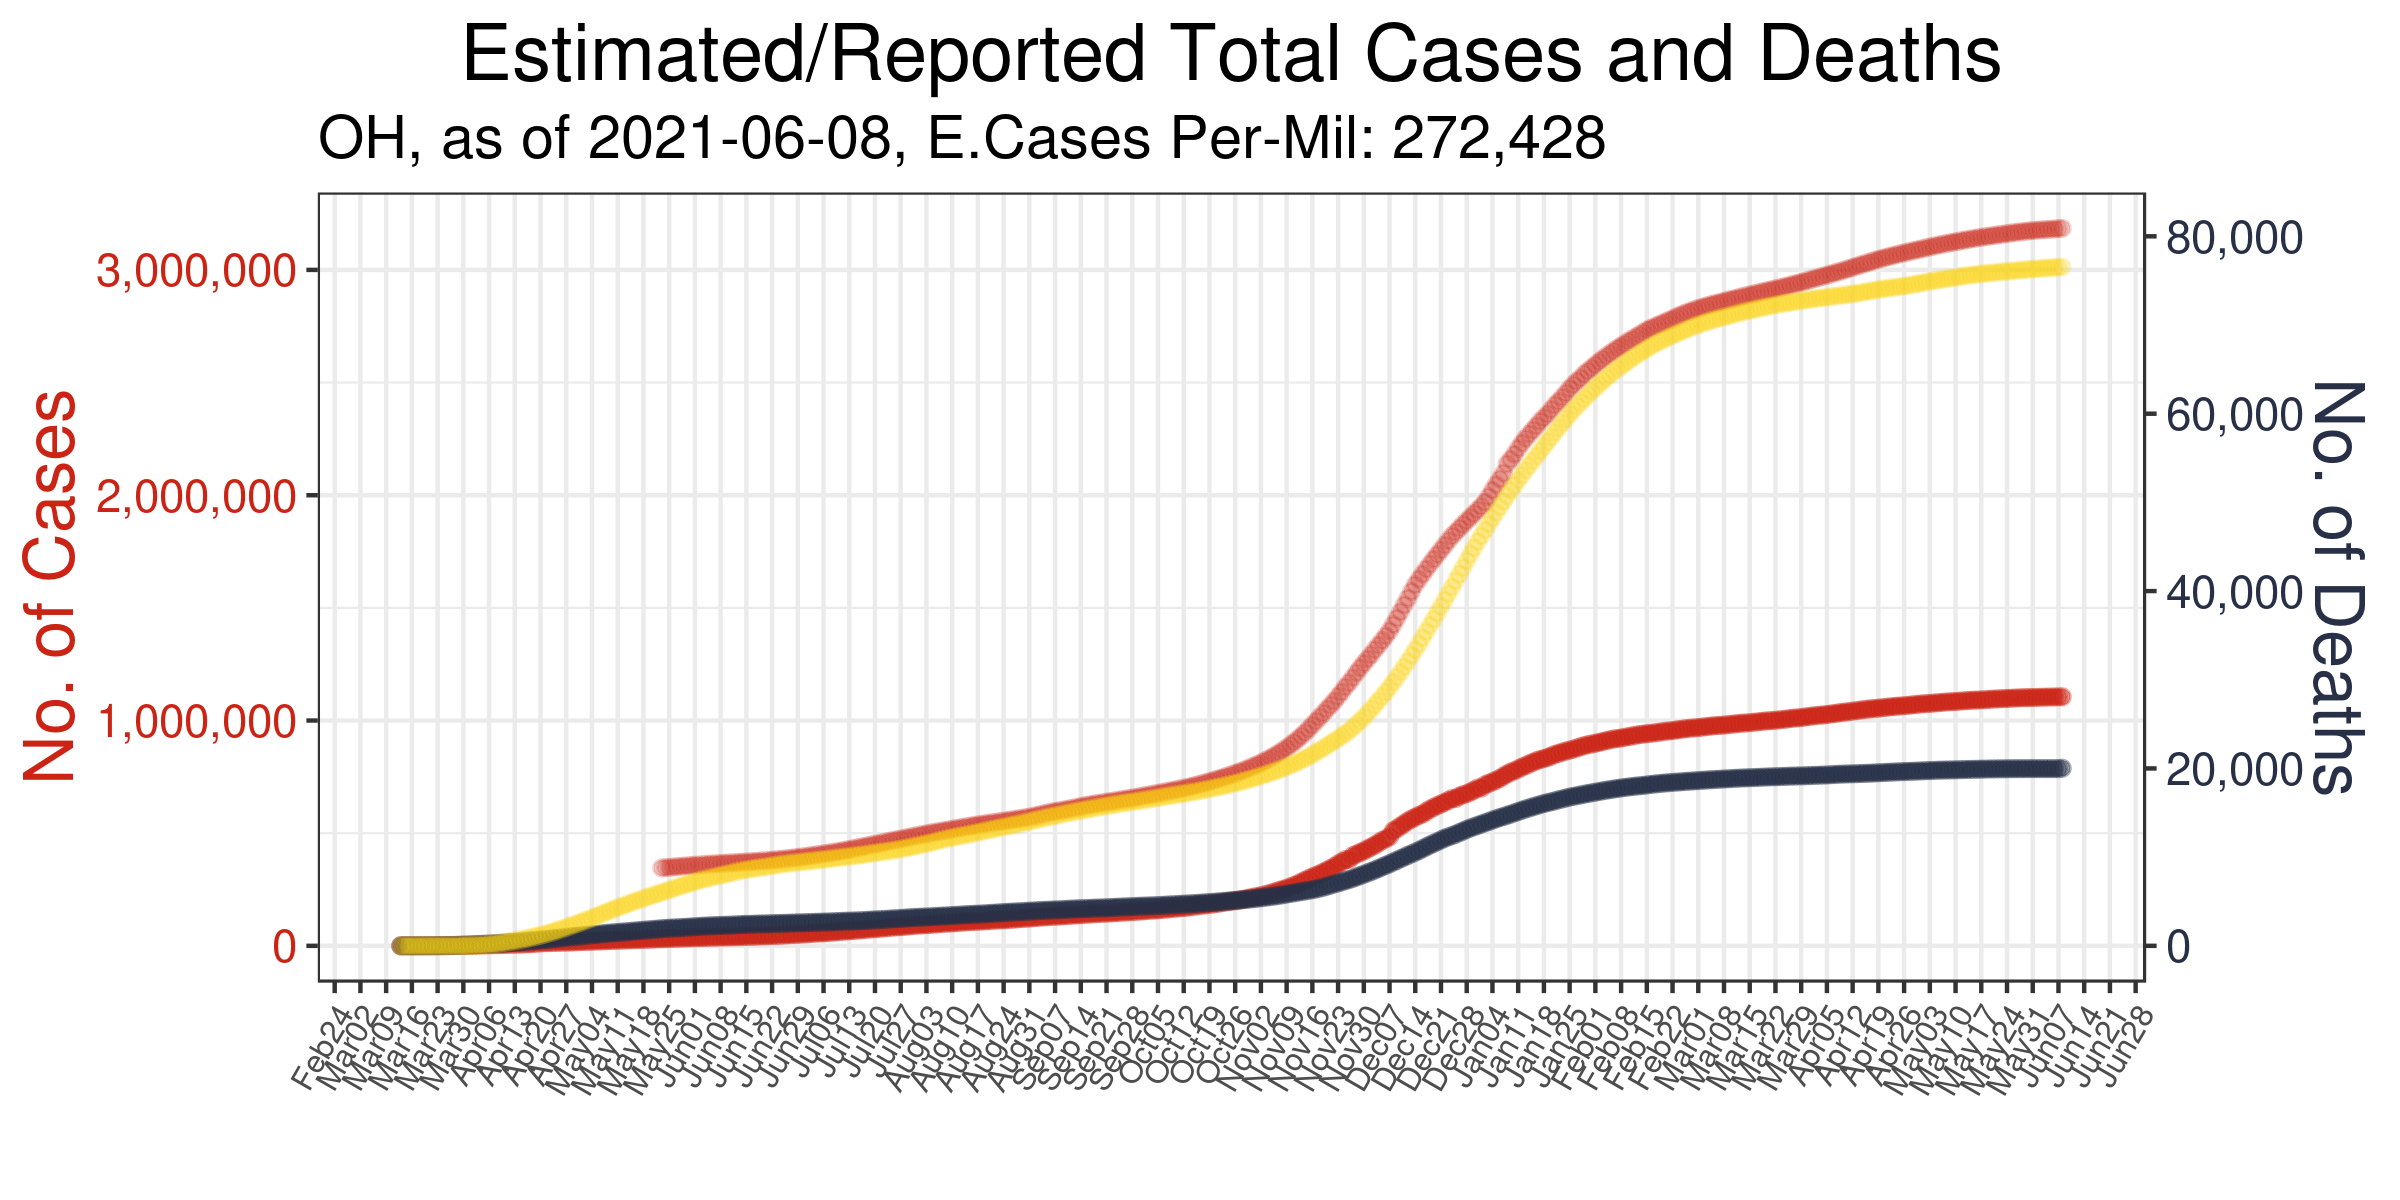 Estimated/Reported Total Cases and Deaths
OH, as of 2021-06-08, E.Cases Per-Mil: 272,428
No. of Cases
3,000,000
2,000,000
1,000,000
0
80,000
60,000
40,000
20,000
0
No. of Deaths
Feb24
Mar02
Mar09
Mar16
Mar23
Mar30
Apr06
Apr13
Apr20
Apr27
May04
May11
May18
May25
Jun01
Jun08
Jun15
Jun22
Jun29
Jul06
Jul13
Jul20
Jul27
Aug03
Aug10
Aug17
Aug24
Aug31
Sep07
Sep14
Sep21
Sep28
Oct05
Oct12
Oct19
Oct26
Nov02
Nov09
Nov16
Nov23
Nov30
Dec07
Dec14
Dec21
Dec28
Jan04
Jan11
Jan18
Jan25
Feb01
Feb08
Feb15
Feb22
Mar01
Mar08
Mar15
Mar22
Mar29
Apr05
Apr12
Apr19
Apr26
May03
May10
May17
May24
May31
Jun07
Jun14
Jun21
Jun28